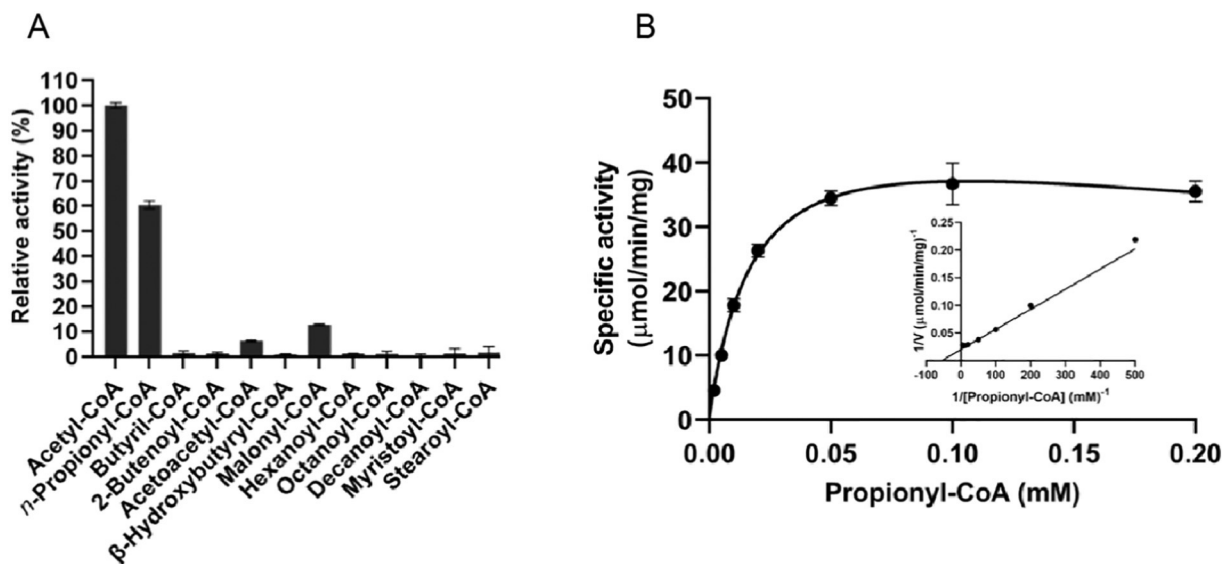 A
Relative activity (%)
110
100
90
80
70
60
50
40
30
20
10
0
Acetyl-CoA
n-Propionyl-CoA
Butyril-CoA
2-Butenoyl-CoA
Acetoacetyl-CoA
β-Hydroxybutyryl-CoA
Malonyl-CoA
Hexanoyl-CoA
Octanoyl-CoA
Decanoyl-CoA
Myristoyl-CoA
Stearoyl-CoA
B
Specific activity
(μmol/min/mg)
50
40
30
20
10
0
0.00
0.05
0.10
0.15
0.20
Propionyl-CoA (mM)
1/V (μmol/min/mg)⁻¹
0.25
0.20
0.15
0.10
0.05
-100
0
100
200
300
400
500
1/[Propionyl-CoA] (mM)⁻¹